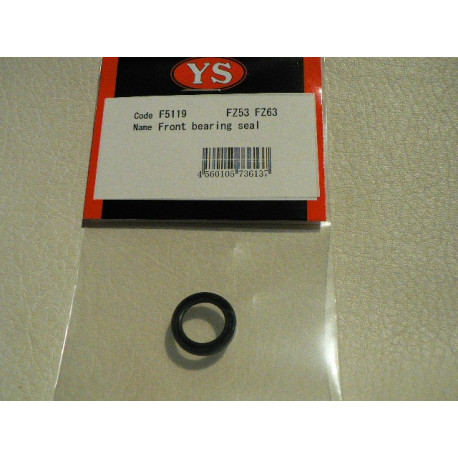 YS
Code F5119 FZ53 FZ63
Name Front bearing seal
4 560105 736137